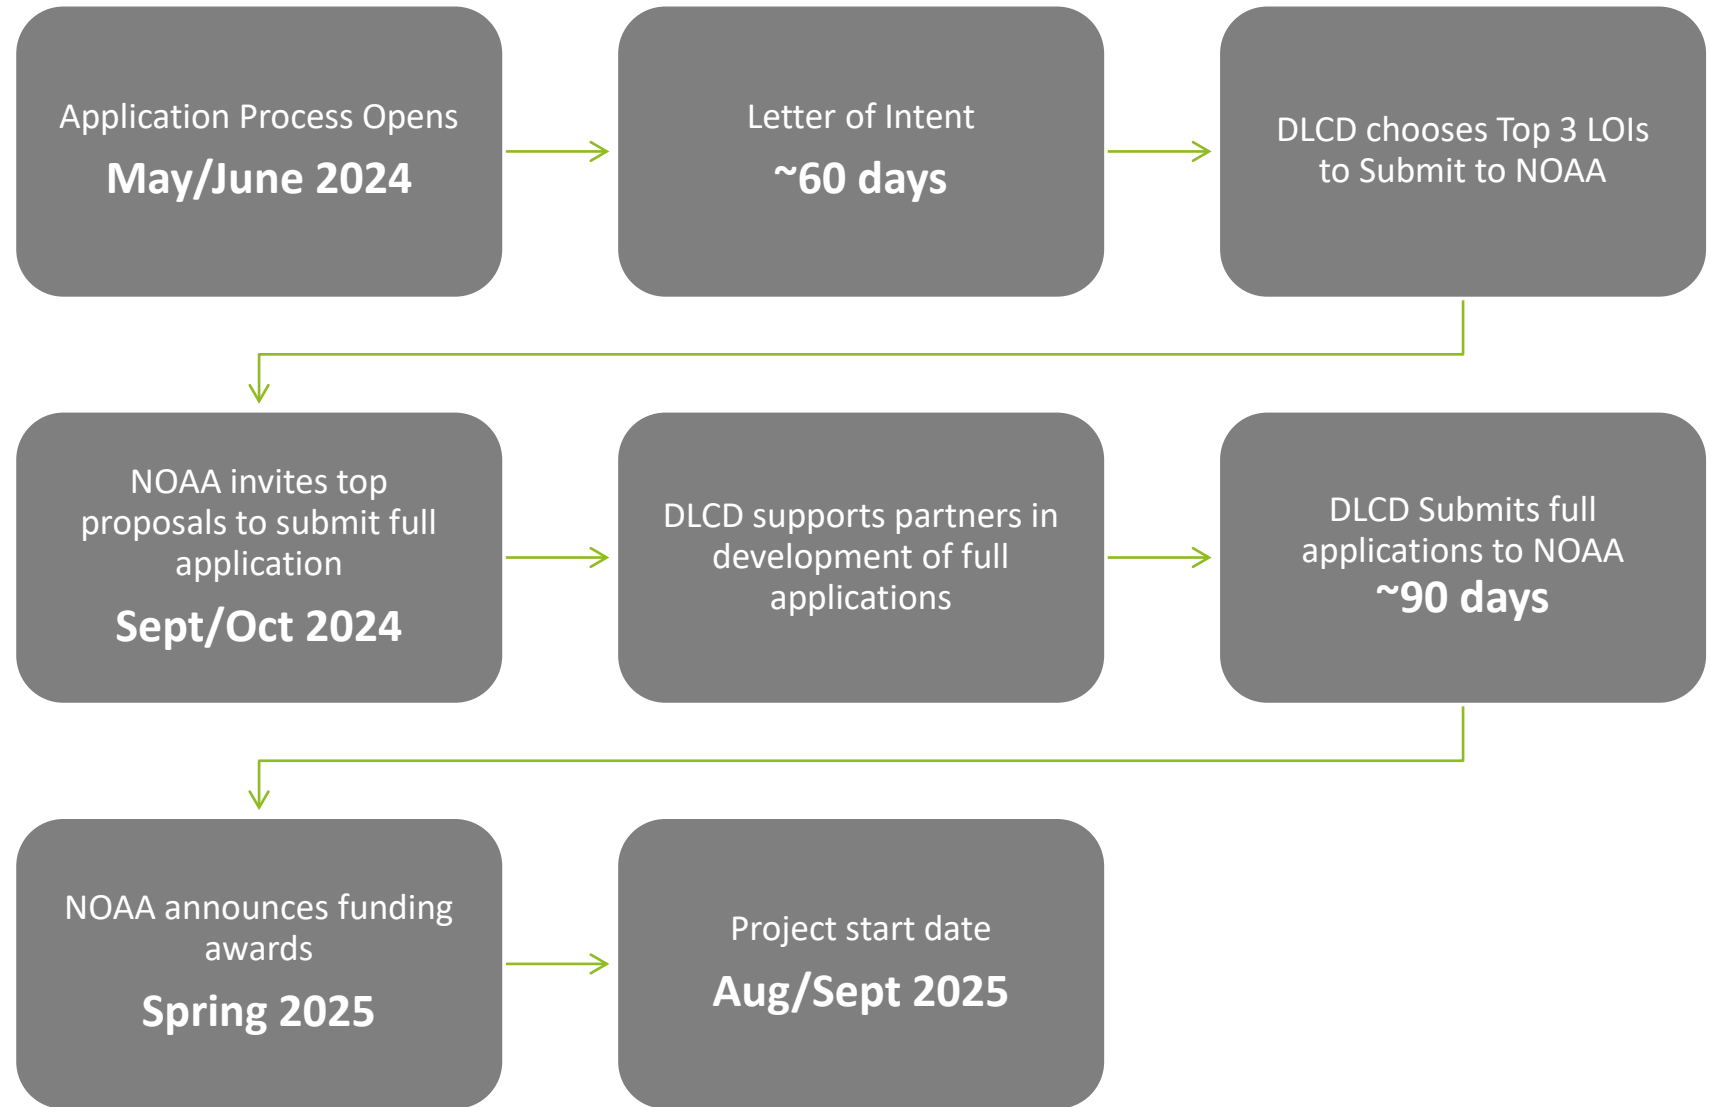 Application Process Opens
May/June 2024
Letter of Intent
~60 days
DLCD chooses Top 3 LOIs
to Submit to NOAA
NOAA invites top
proposals to submit full
application
Sept/Oct 2024
DLCD supports partners in
development of full
applications
DLCD Submits full
applications to NOAA
~90 days
NOAA announces funding
awards
Spring 2025
Project start date
Aug/Sept 2025